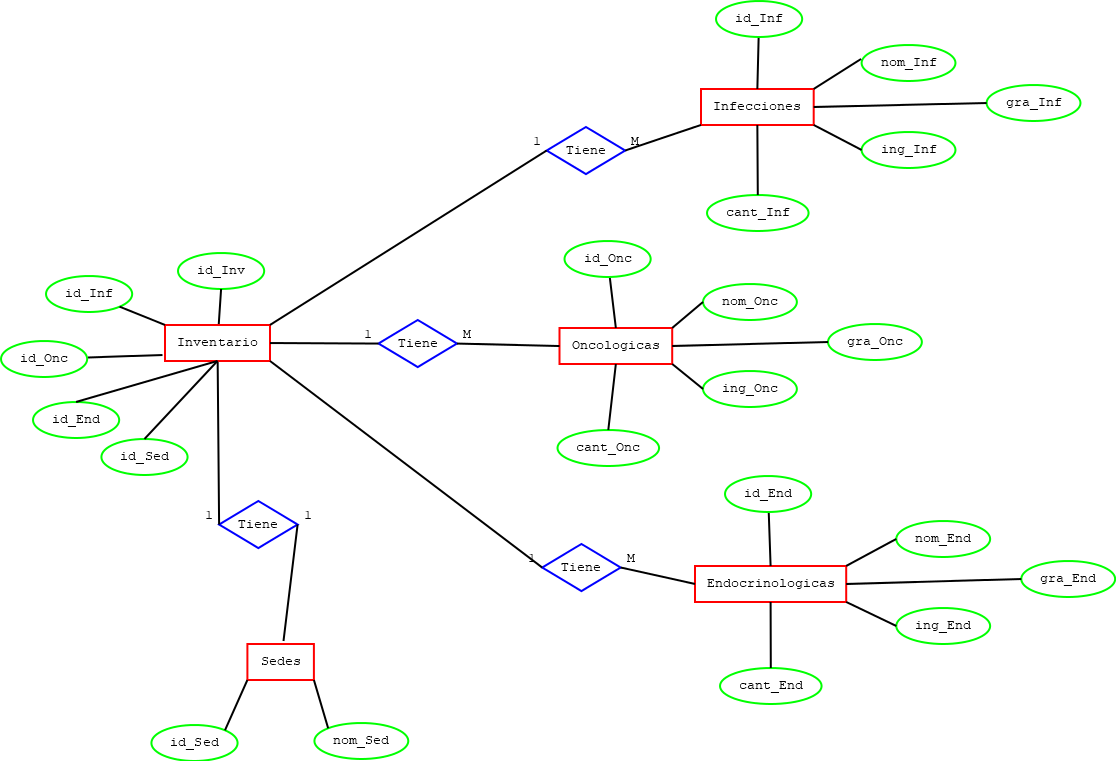 id_Inf
nom_Inf
Infecciones
gra_Inf
1
Tiene
M
ing_Inf
cant_Inf
id_Onc
id_Inv
id_Inf
nom_Onc
Inventario
1
Tiene
M
Oncologicas
gra_Onc
id_Onc
ing_Onc
id_End
id_Sed
cant_Onc
id_End
1
Tiene
1
nom_End
1
Tiene
M
Endocrinologicas
gra_End
ing_End
Sedes
cant_End
id_Sed
nom_Sed